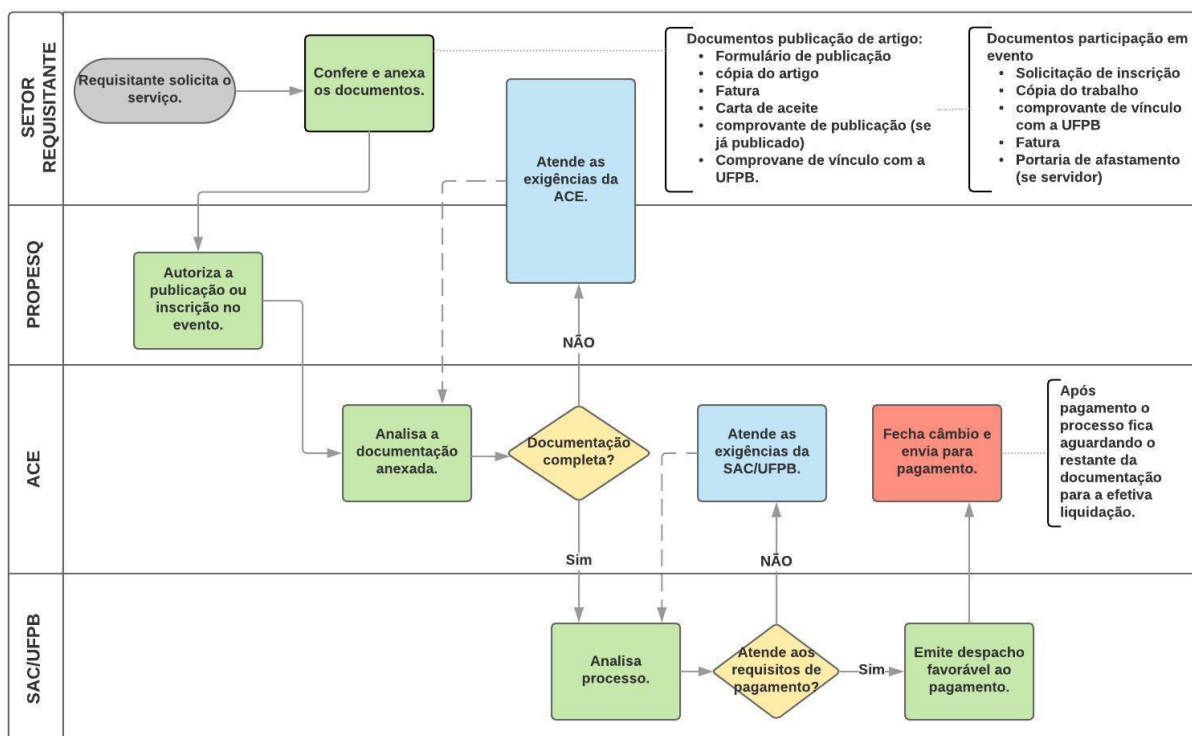 SETOR
REQUISITANTE
Requisitante solicita o
serviço.
Confere e anexa
os documentos.
Documentos publicação de artigo:
• Formulário de publicação
• cópia do artigo
• Fatura
• Carta de aceite
• comprovante de publicação (se
já publicado)
• Comprovane de vínculo com a
UFPB.
Documentos participação em
evento
• Solicitação de inscrição
• Cópia do trabalho
• comprovante de vínculo
com a UFPB
• Fatura
• Portaria de afastamento
(se servidor)
Atende as
exigências da
ACE.
PROPESQ
Autoriza a
publicação ou
inscrição no
evento.
NÃO
ACE
Analisa a
documentação
anexada.
Documentação
completa?
Atende as
exigências da
SAC/UFPB.
Fecha câmbio e
envia para
pagamento.
Após
pagamento o
processo fica
aguardando o
restante da
documentação
para a efetiva
liquidação.
Sim
NÃO
SAC/UFPB
Analisa
processo.
Atende aos
requisitos de
pagamento?
Sim
Emite despacho
favorável ao
pagamento.